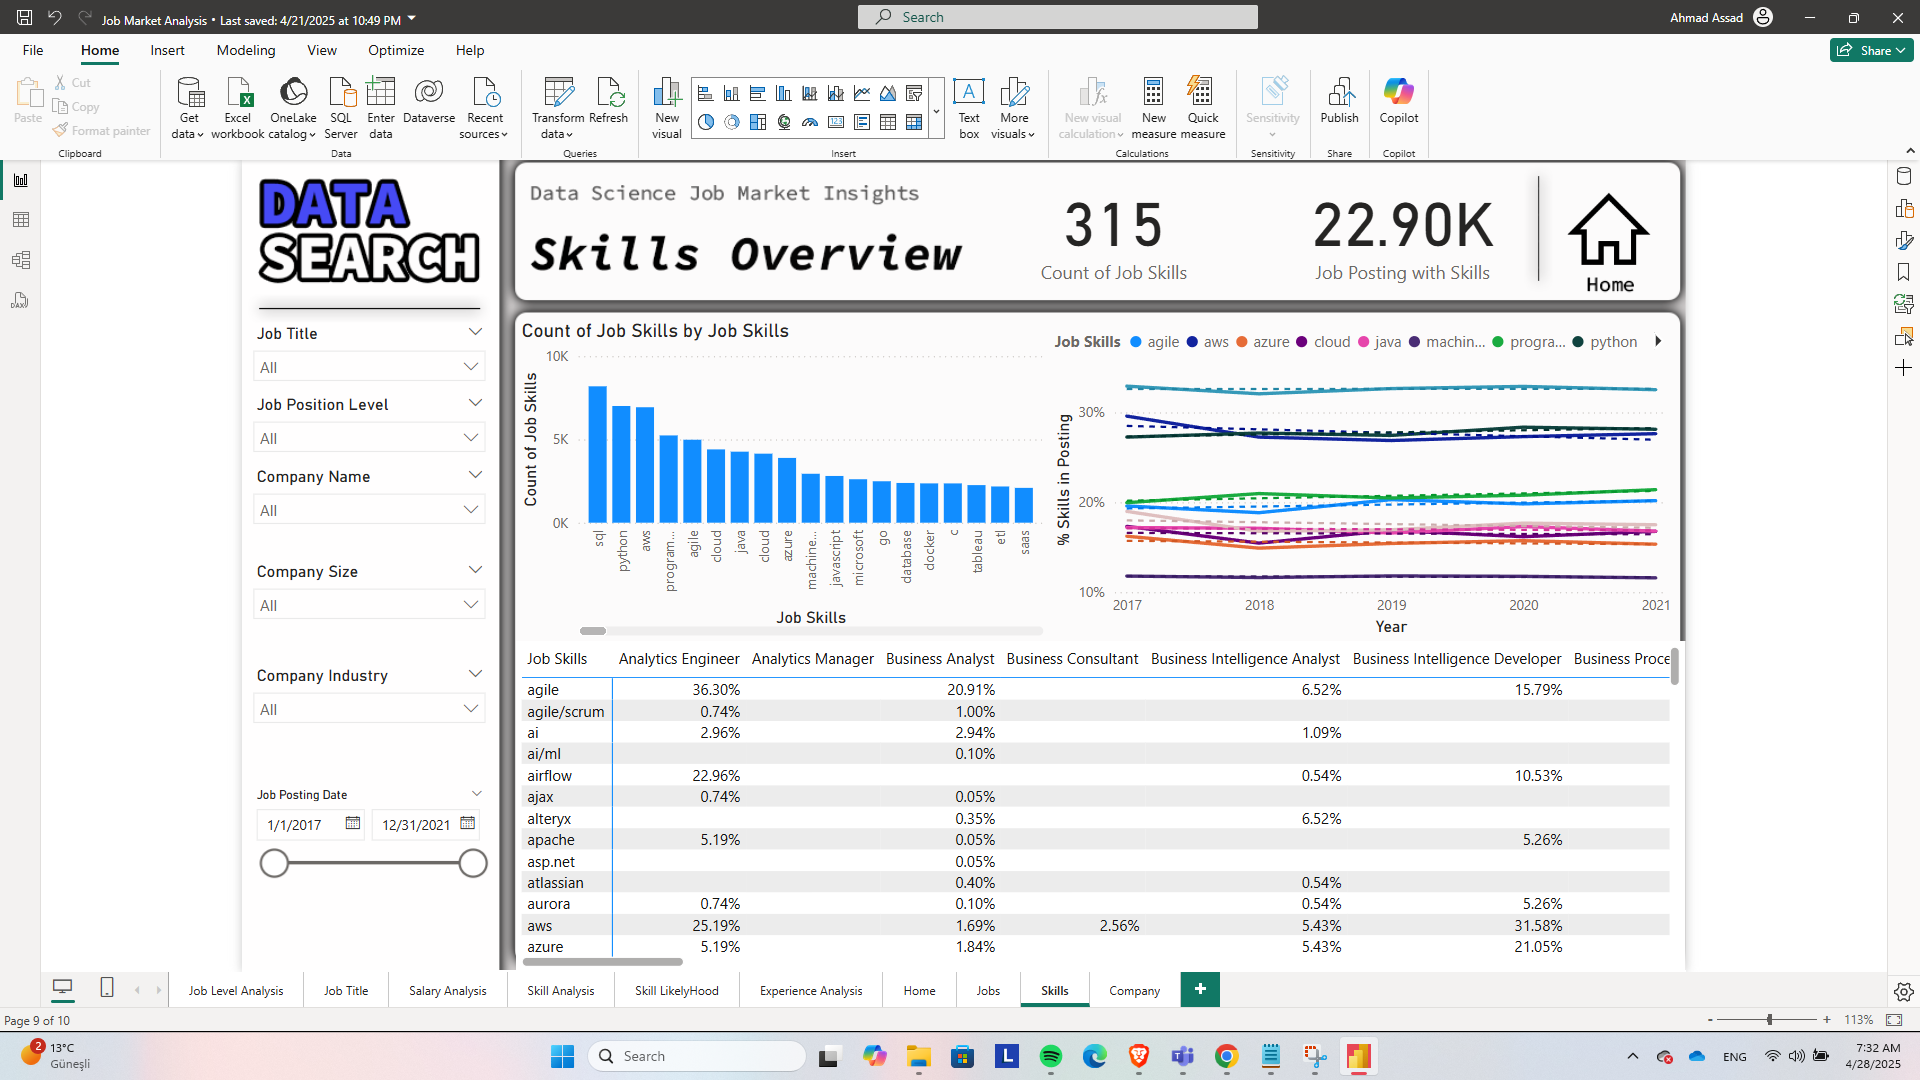 Job Market Analysis • Last saved: 4/21/2025 at 10:49 PM
Search
Ahmad Assad
File Home Insert Modeling View Optimize Help
Share
Paste
Cut
Copy
Format painter
Clipboard
Get data
Excel workbook
OneLake catalog
SQL Server
Enter data
Dataverse
Recent sources
Data
Transform data
Refresh
Queries
New visual
Text box
More visuals
Insert
New visual calculation
New measure
Quick measure
Calculations
Sensitivity
Sensitivity
Publish
Share
Copilot
Copilot
DATA
SEARCH
Data Science Job Market Insights
Skills Overview
315
Count of Job Skills
22.90K
Job Posting with Skills
Home
Job Title
All
Job Position Level
All
Company Name
All
Company Size
All
Company Industry
All
Job Posting Date
1/1/2017 12/31/2021
Count of Job Skills by Job Skills
Count of Job Skills
10K
5K
0K
sql python aws program... agile cloud java cloud azure machine... javascript microsoft go database docker c tableau etl saas
Job Skills
Job Skills agile aws azure cloud java machin... progra... python
% Skills in Posting
30%
20%
10%
2017 2018 2019 2020 2021
Year
Job Skills Analytics Engineer Analytics Manager Business Analyst Business Consultant Business Intelligence Analyst Business Intelligence Developer Business Proce
agile 36.30% 20.91% 6.52% 15.79%
agile/scrum 0.74% 1.00%
ai 2.96% 2.94% 1.09%
ai/ml 0.10%
airflow 22.96% 0.54% 10.53%
ajax 0.74% 0.05%
alteryx 0.35% 6.52%
apache 5.19% 0.05% 5.26%
asp.net 0.05%
atlassian 0.40% 0.54%
aurora 0.74% 0.10% 0.54% 5.26%
aws 25.19% 1.69% 2.56% 5.43% 31.58%
azure 5.19% 1.84% 5.43% 21.05%
Job Level Analysis Job Title Salary Analysis Skill Analysis Skill LikelyHood Experience Analysis Home Jobs Skills Company +
Page 9 of 10
- + 113%
2
13°C
Güneşli
Search
L
ENG
7:32 AM
4/28/2025